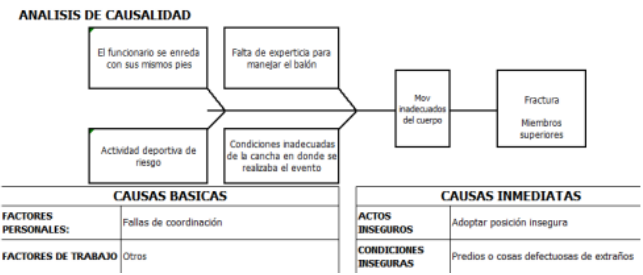 ANALISIS DE CAUSALIDAD
El funcionario se enreda
con sus mismos pies
Falta de experticia para
manejar el balón
Mov
inadecuados
del cuerpo
Fractura
Miembros
superiores
Actividad deportiva de
riesgo
Condiciones inadecuadas
de la cancha en donde se
realizaba el evento
CAUSAS BASICAS
FACTORES
PERSONALES:
Fallas de coordinación
FACTORES DE TRABAJO
Otros
CAUSAS INMEDIATAS
ACTOS
INSEGUROS
Adoptar posición insegura
CONDICIONES
INSEGURAS
Predios o cosas defectuosas de extraños